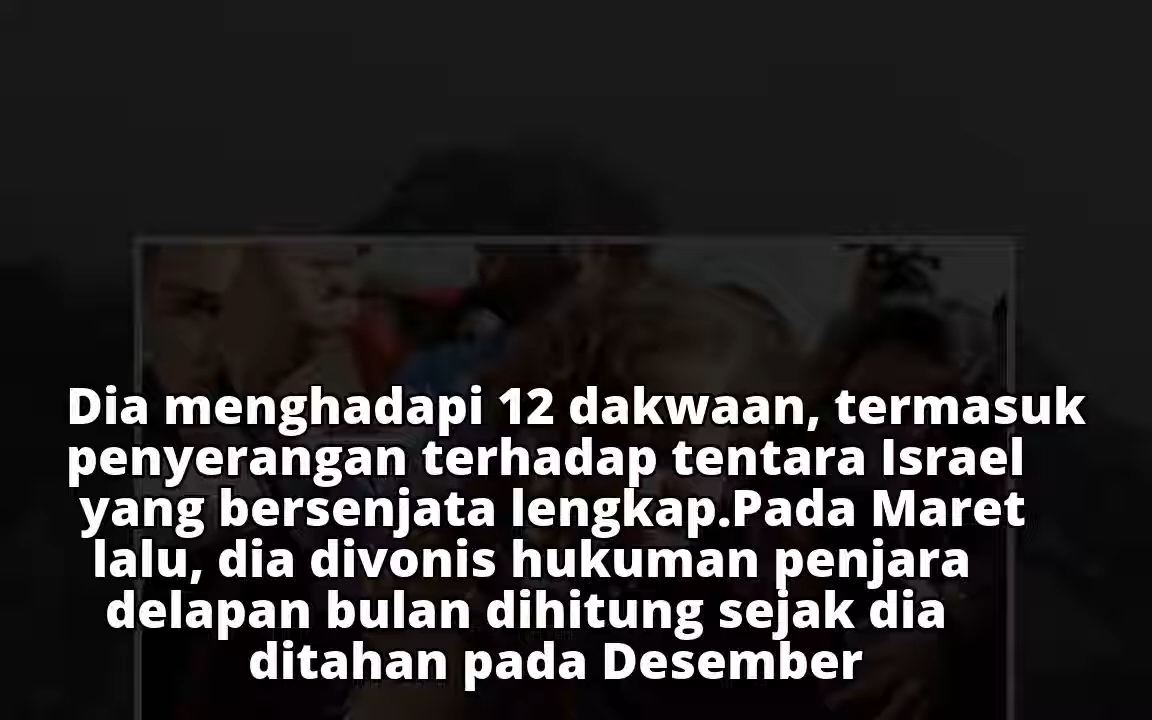 Dia menghadapi 12 dakwaan, termasuk
penyerangan terhadap tentara Israel
yang bersenjata lengkap.Pada Maret
lalu, dia divonis hukuman penjara
delapan bulan dihitung sejak dia
ditahan pada Desember